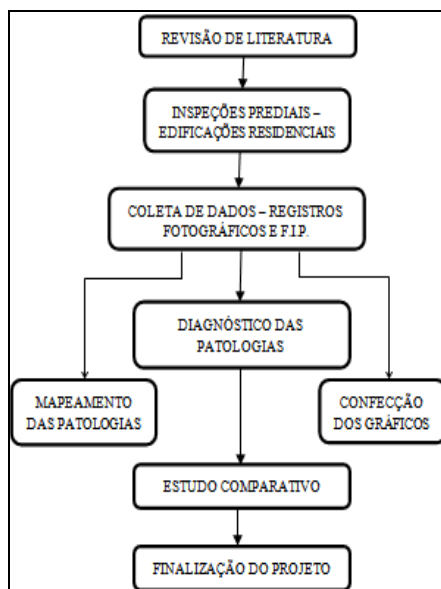 REVISÃO DE LITERATURA
INSPEÇÕES PREDIAIS –
EDIFICAÇÕES RESIDENCIAIS
COLETA DE DADOS – REGISTROS
FOTOGRÁFICOS E F.I.P.
DIAGNÓSTICO DAS
PATOLOGIAS
MAPEAMENTO
DAS PATOLOGIAS
CONFECÇÃO
DOS GRÁFICOS
ESTUDO COMPARATIVO
FINALIZAÇÃO DO PROJETO